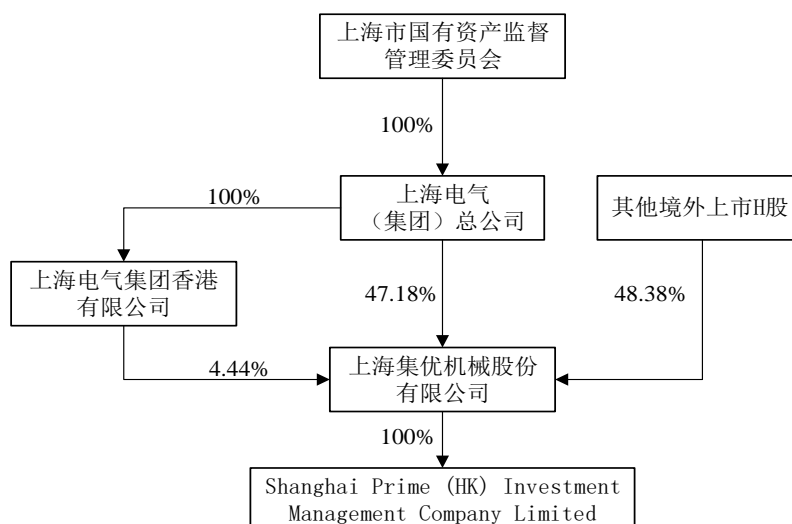 上海市国有资产监督
管理委员会
100%
100%
上海电气
（集团）总公司
其他境外上市H股
上海电气集团香港
有限公司
47.18%
48.38%
4.44%
上海集优机械股份
有限公司
100%
Shanghai Prime (HK) Investment
Management Company Limited